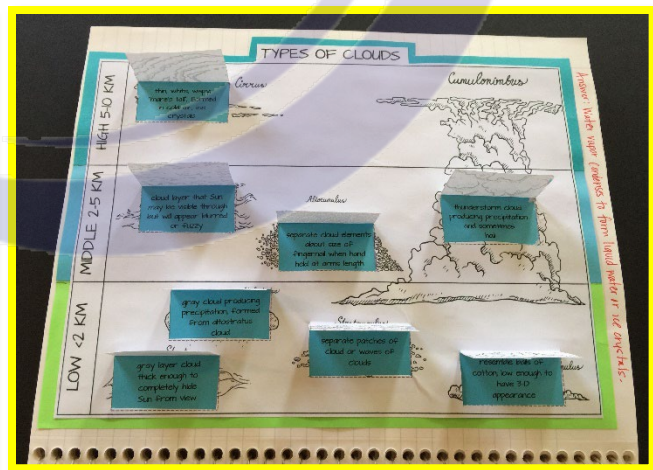 TYPES OF CLOUDS
HIGH 5-10 KM
Cirrus
Cumulonimbus
thin, white, wispy
crystals
MIDDLE 2-5 KM
cloud layer that Sun
may be visible through
but will appear blurred
or fuzzy
Altocumulus
separate cloud elements
about size of
fingernail when hand
held at arms length
thunderstorm cloud
producing precipitation
and sometimes
hail
LOW <2 KM
gray cloud producing
precipitation, formed
from altostratus
cloud
gray layer cloud
thick enough to
completely hide
Sun from view
separate patches of
cloud or waves of
clouds
balls of
cotton, low enough to
have 3-D
appearance
Answer: Water vapor condenses to form liquid water or ice crystals.